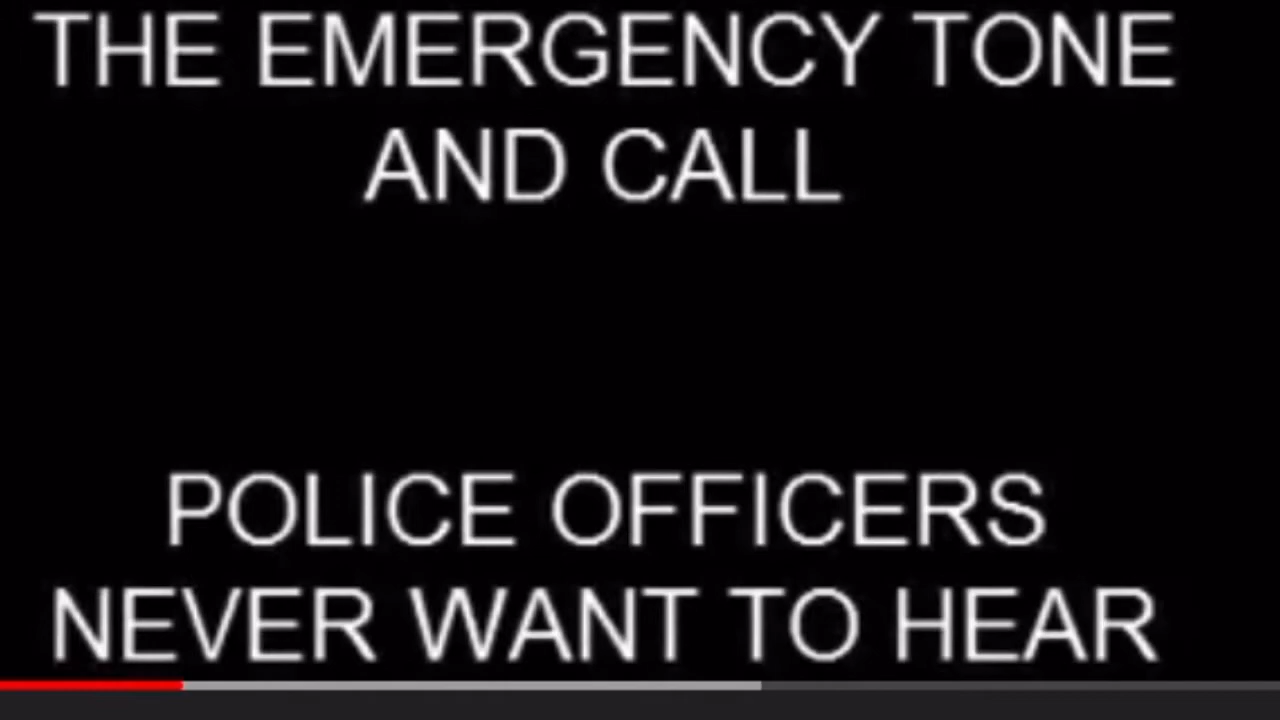 THE EMERGENCY TONE
AND CALL
POLICE OFFICERS
NEVER WANT TO HEAR